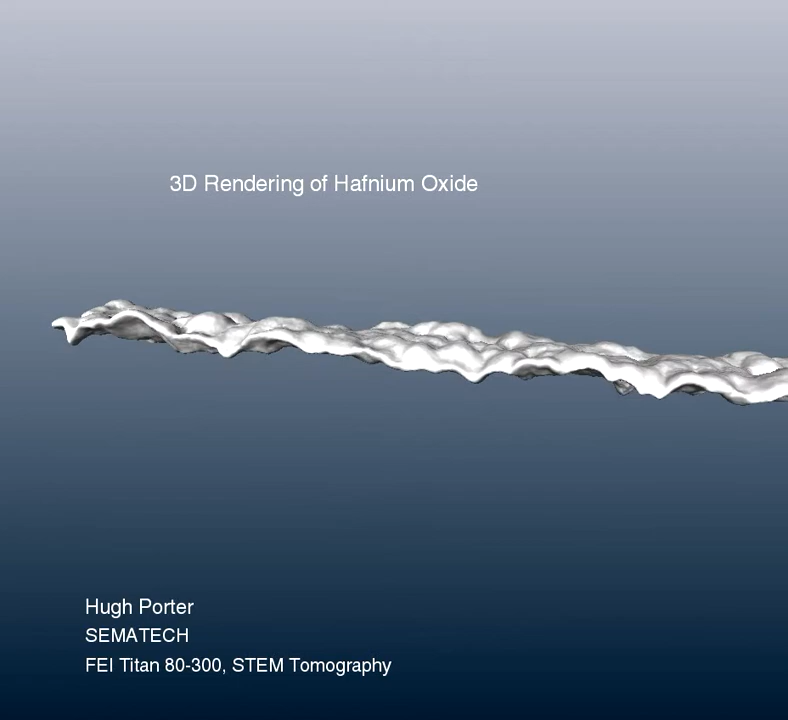 3D Rendering of Hafnium Oxide
Hugh Porter
SEMATECH
FEI Titan 80-300, STEM Tomography